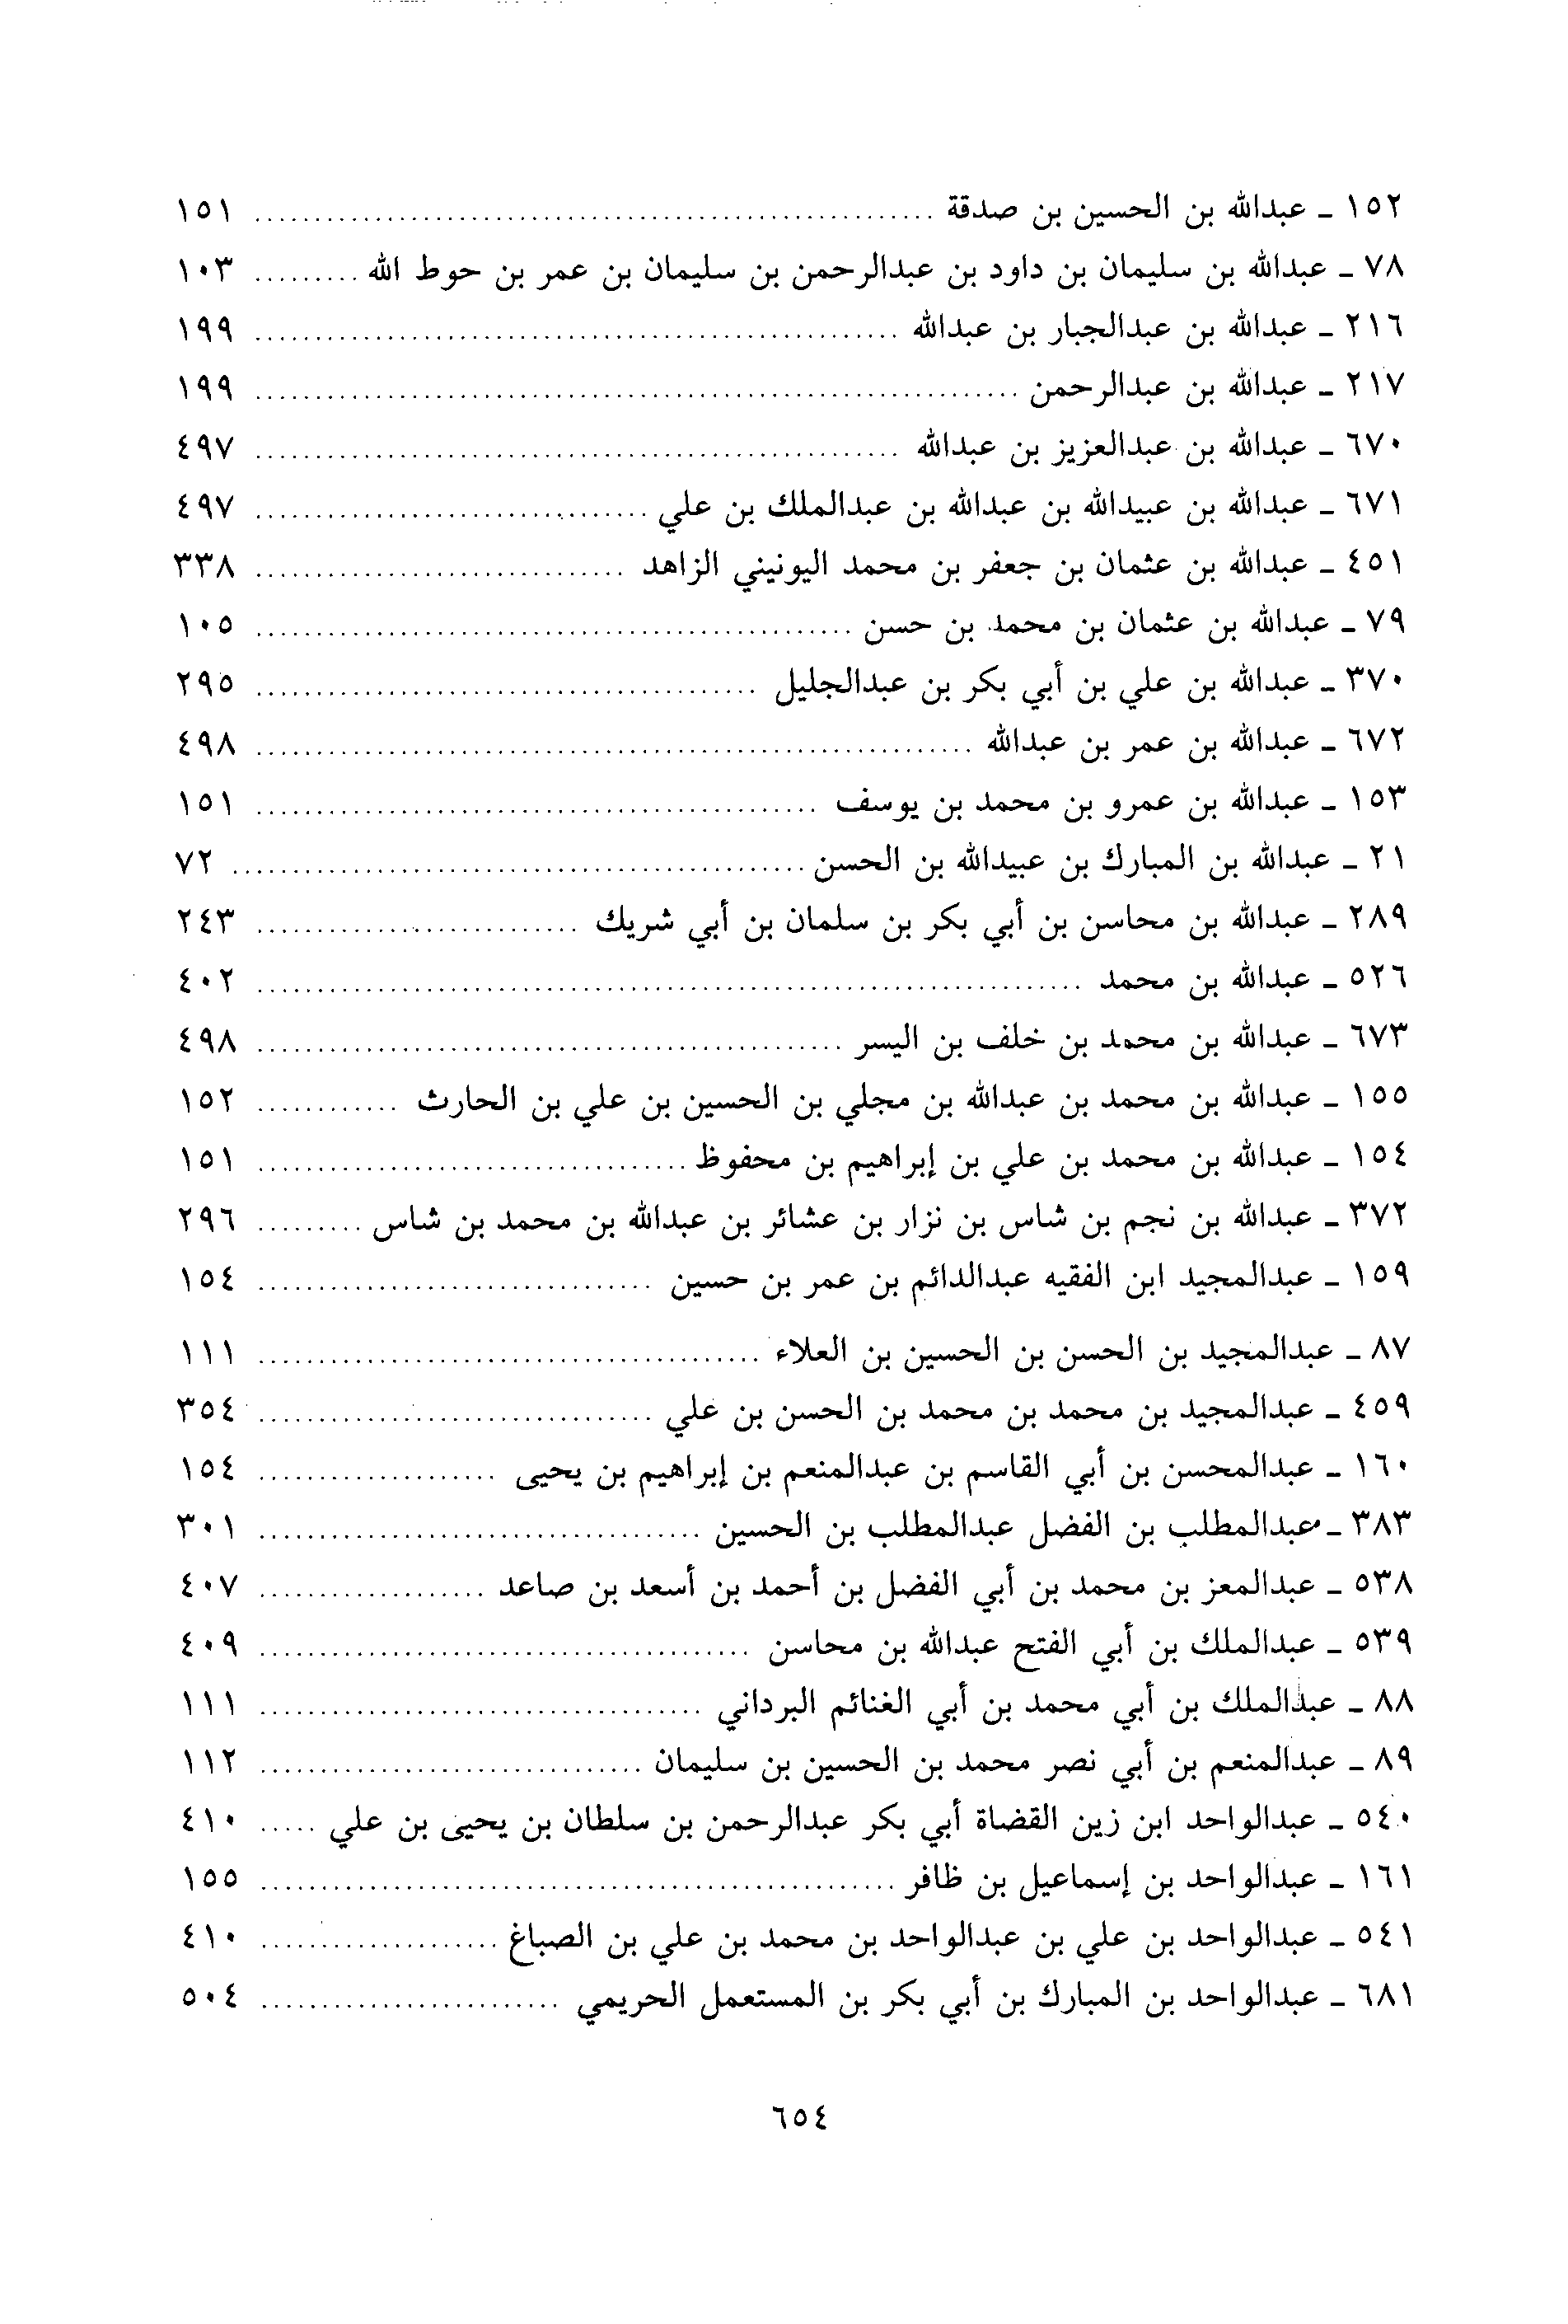 ١٥٢ ـ عبدالله بن الحسين بن صدقة ........................................ ١٥١
٧٨ ـ عبدالله بن سليمان بن داود بن عبدالرحمن بن سليمان بن عمر بن حوط الله ......... ١٠٣
٢١٦ ـ عبدالله بن عبدالجبار بن عبدالله ........................................ ١٩٩
٢١٧ ـ عبدالله بن عبدالرحمن ........................................ ١٩٩
٦٧٠ ـ عبدالله بن عبدالعزيز بن عبدالله ........................................ ٤٩٧
٦٧١ ـ عبدالله بن عبيدالله بن عبدالله بن عبدالملك بن علي .............................. ٤٩٧
٤٥١ ـ عبدالله بن عثمان بن جعفر بن محمد اليونيني الزاهد .............................. ٣٣٨
٧٩ ـ عبدالله بن عثمان بن محمد بن حسن ........................................ ١٠٥
٣٧٠ ـ عبدالله بن علي بن أبي بكر بن عبدالجليل ........................................ ٢٩٥
٦٧٢ ـ عبدالله بن عمر بن عبدالله ........................................ ٤٩٨
١٥٣ ـ عبدالله بن عمرو بن محمد بن يوسف ........................................ ١٥١
٢١ ـ عبدالله بن المبارك بن عبيدالله بن الحسن ........................................ ٧٢
٢٨٩ ـ عبدالله بن محاسن بن أبي بكر بن سلمان بن أبي شريك ........................... ٢٤٣
٥٢٦ ـ عبدالله بن محمد ........................................ ٤٠٢
٦٧٣ ـ عبدالله بن محمد بن خلف بن اليسر ........................................ ٤٩٨
١٥٥ ـ عبدالله بن محمد بن عبدالله بن مجلي بن الحسين بن علي بن الحارث ............ ١٥٢
١٥٤ ـ عبدالله بن محمد بن علي بن إبراهيم بن محفوظ .................................... ١٥١
٣٧٢ ـ عبدالله بن نجم بن شاس بن نزار بن عشائر بن عبدالله بن محمد بن شاس ......... ٢٩٦
١٥٩ ـ عبدالمجيد ابن الفقيه عبدالدائم بن عمر بن حسين ................................. ١٥٤
٨٧ ـ عبدالمجيد بن الحسن بن الحسين بن العلاء ........................................ ١١١
٤٥٩ ـ عبدالمجيد بن محمد بن محمد بن الحسن بن علي ................................. ٣٥٤
١٦٠ ـ عبدالمحسن بن أبي القاسم بن عبدالمنعم بن إبراهيم بن يحيى .................... ١٥٤
٣٨٣ ـ عبدالمطلب بن الفضل عبدالمطلب بن الحسين ..................................... ٣٠١
٥٣٨ ـ عبدالمعز بن محمد بن أبي الفضل بن أحمد بن أسعد بن صاعد ................... ٤٠٧
٥٣٩ ـ عبدالملك بن أبي الفتح عبدالله بن محاسن ........................................ ٤٠٩
٨٨ ـ عبدالملك بن أبي محمد بن أبي الغنائم البرداني ..................................... ١١١
٨٩ ـ عبدالمنعم بن أبي نصر محمد بن الحسين بن سليمان ................................ ١١٢
٥٤٠ ـ عبدالواحد ابن زين القضاة أبي بكر عبدالرحمن بن سلطان بن يحيى بن علي ..... ٤١٠
١٦١ ـ عبدالواحد بن إسماعيل بن ظافر ........................................ ١٥٥
٥٤١ ـ عبدالواحد بن علي بن عبدالواحد بن محمد بن علي بن الصباغ .................... ٤١٠
٦٨١ ـ عبدالواحد بن المبارك بن أبي بكر بن المستعمل الحريمي ......................... ٥٠٤
٦٥٤